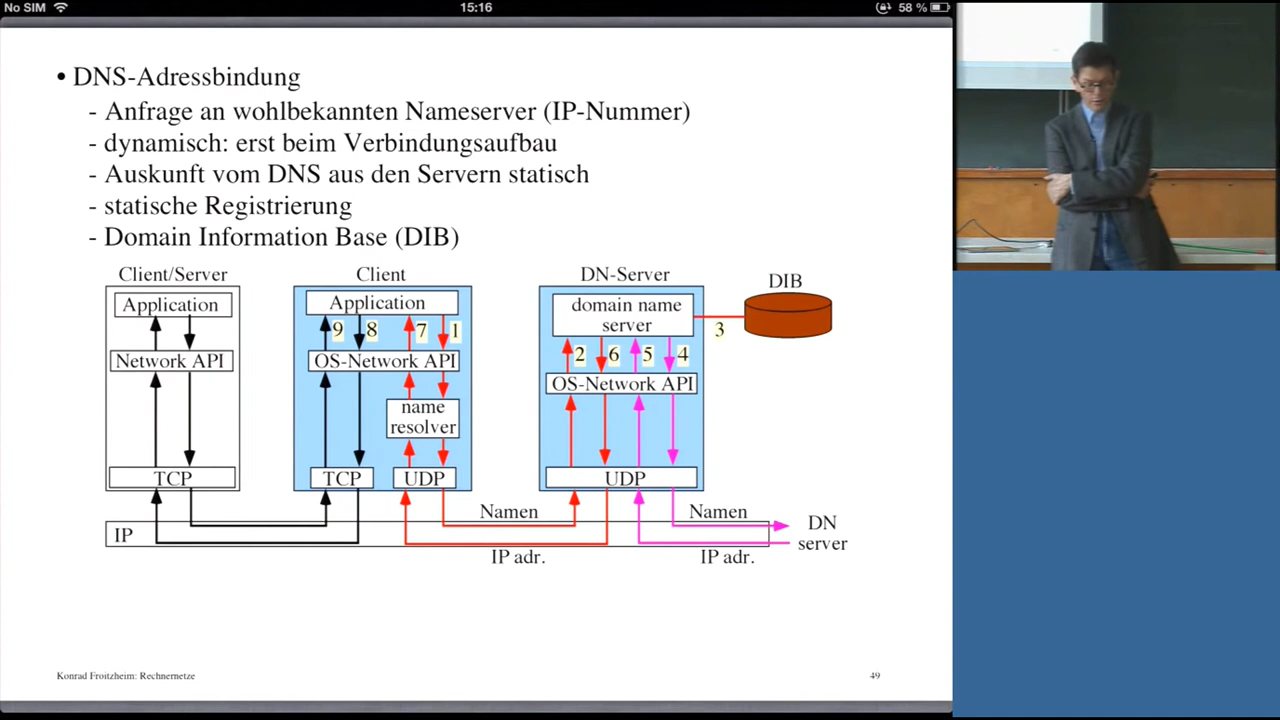 No SIM 15:16 58 %
• DNS-Adressbindung
- Anfrage an wohlbekannten Nameserver (IP-Nummer)
- dynamisch: erst beim Verbindungsaufbau
- Auskunft vom DNS aus den Servern statisch
- statische Registrierung
- Domain Information Base (DIB)
Client/Server
Application
Network API
TCP
Client
Application
9 8 7 1
OS-Network API
name
resolver
TCP UDP
DN-Server
domain name
server
2 6 5 4
OS-Network API
UDP
DIB
3
IP
Namen
IP adr.
Namen
IP adr.
DN
server
Konrad Froitzheim: Rechnernetze
49